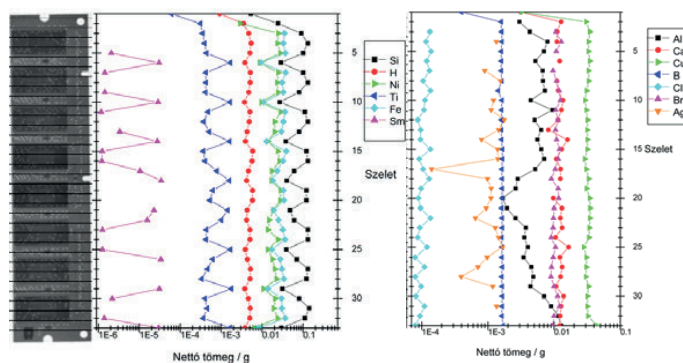 5
10
15
20
25
30
Szelet
1E-6 1E-5 1E-4 1E-3 0.01 0.1
Nettó tömeg / g
Si
H
Ni
Ti
Fe
Sm
5
10
15
20
25
30
Szelet
1E-4 1E-3 0.01 0.1
Nettó tömeg / g
Al
Ca
Cu
B
Cl
Br
Ag